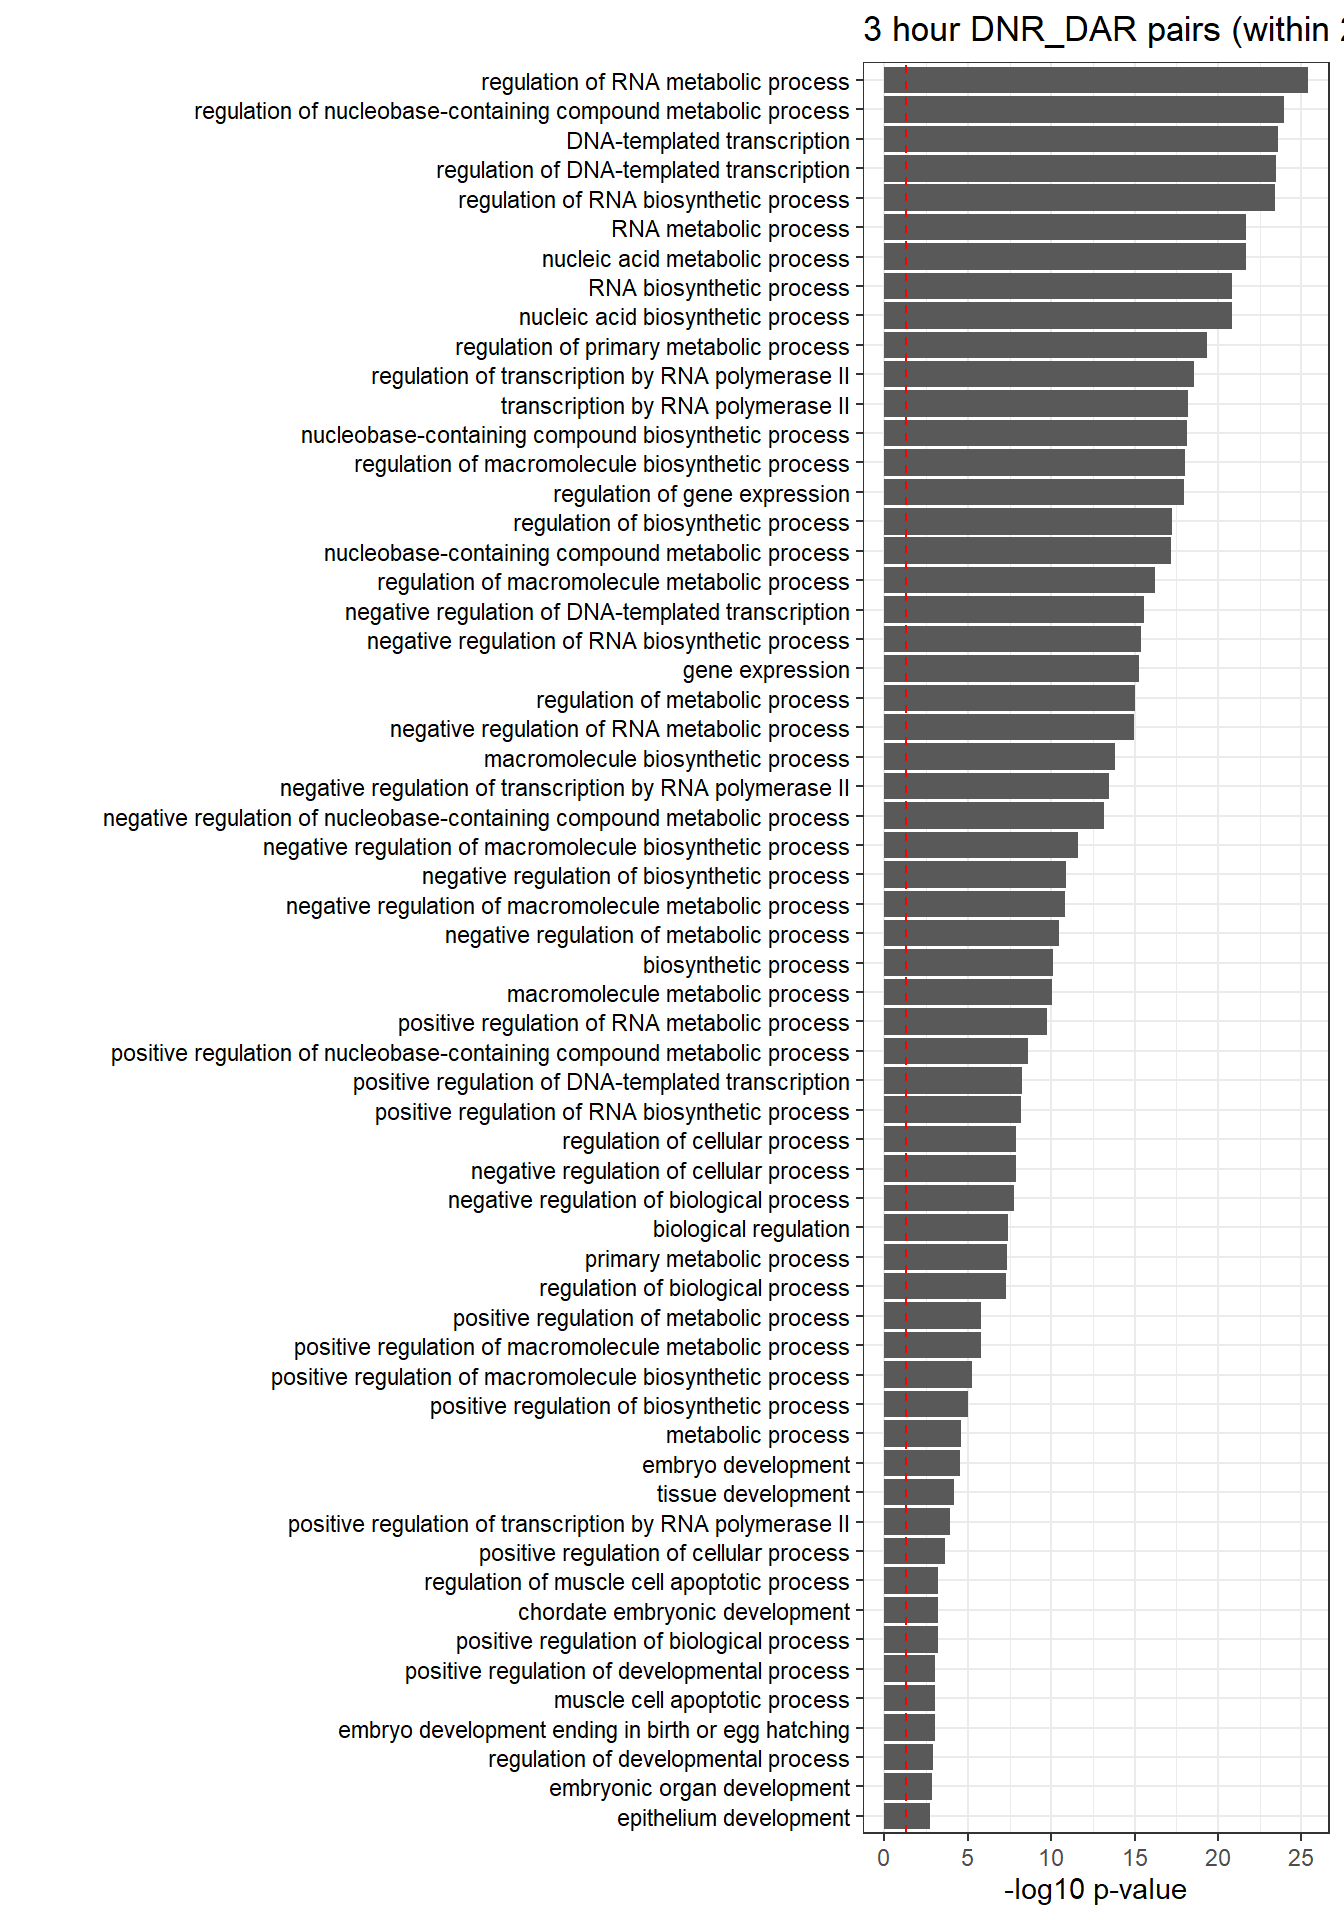 3 hour DNR_DAR pairs (within
regulation of RNA metabolic process
regulation of nucleobase-containing compound metabolic process
DNA-templated transcription
regulation of DNA-templated transcription
regulation of RNA biosynthetic process
RNA metabolic process
nucleic acid metabolic process
RNA biosynthetic process
nucleic acid biosynthetic process
regulation of primary metabolic process
regulation of transcription by RNA polymerase II
transcription by RNA polymerase II
nucleobase-containing compound biosynthetic process
regulation of macromolecule biosynthetic process
regulation of gene expression
regulation of biosynthetic process
nucleobase-containing compound metabolic process
regulation of macromolecule metabolic process
negative regulation of DNA-templated transcription
negative regulation of RNA biosynthetic process
gene expression
regulation of metabolic process
negative regulation of RNA metabolic process
macromolecule biosynthetic process
negative regulation of transcription by RNA polymerase II
negative regulation of nucleobase-containing compound metabolic process
negative regulation of macromolecule biosynthetic process
negative regulation of biosynthetic process
negative regulation of macromolecule metabolic process
negative regulation of metabolic process
biosynthetic process
macromolecule metabolic process
positive regulation of RNA metabolic process
positive regulation of nucleobase-containing compound metabolic process
positive regulation of DNA-templated transcription
positive regulation of RNA biosynthetic process
regulation of cellular process
negative regulation of cellular process
negative regulation of biological process
biological regulation
primary metabolic process
regulation of biological process
positive regulation of metabolic process
positive regulation of macromolecule metabolic process
positive regulation of macromolecule biosynthetic process
positive regulation of biosynthetic process
metabolic process
embryo development
tissue development
positive regulation of transcription by RNA polymerase II
positive regulation of cellular process
regulation of muscle cell apoptotic process
chordate embryonic development
positive regulation of biological process
positive regulation of developmental process
muscle cell apoptotic process
embryo development ending in birth or egg hatching
regulation of developmental process
embryonic organ development
epithelium development
0 5 10 15 20 25
-log10 p-value